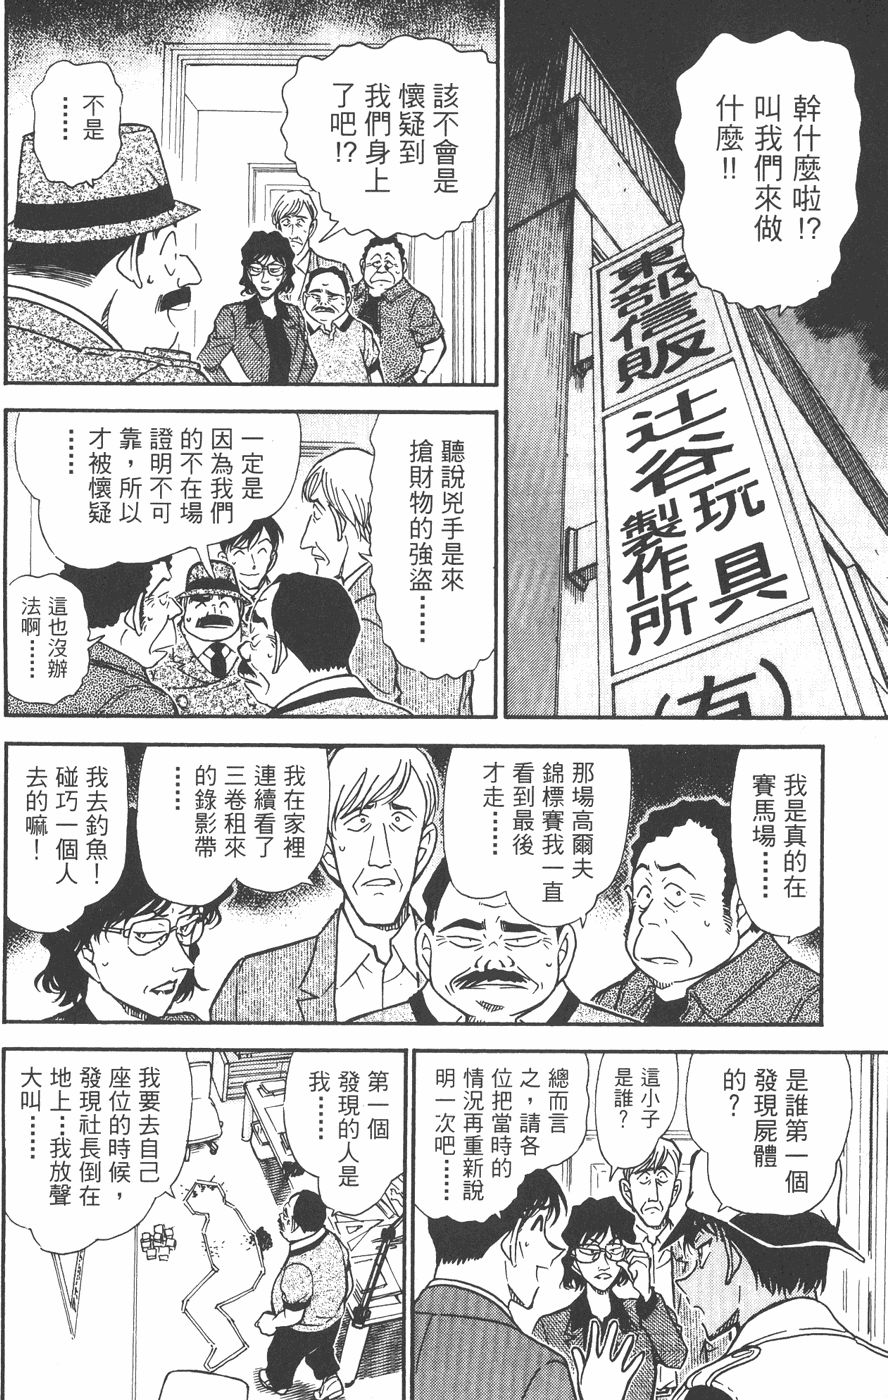 幹什麼啦!?
叫我們來做
什麼!!
東部信販
辻谷玩具
製作所
(有)
該不會是
懷疑到
我們身上
了吧!?
不是
……
聽說兇手是來
搶財物的強盜
……
一定是
因為我們
的不在場
證明不可
靠，所以
才被懷疑
……
這也沒辦
法啊……
我是真的在
賽馬場……
那場高爾夫
錦標賽我一直
看到最後
才走……
我在家裡
連續看了
三卷租來
的錄影帶
……
我去釣魚！
碰巧一個人
去的嘛！
是誰第一個
發現屍體
的？
這小子
是誰？
總而言
之，請各
位把當時的
情況再重新說
明一次吧……
第一個
發現的人是
我……
我要去自己
座位的時候，
發現社長倒在
地上…我放聲
大叫……